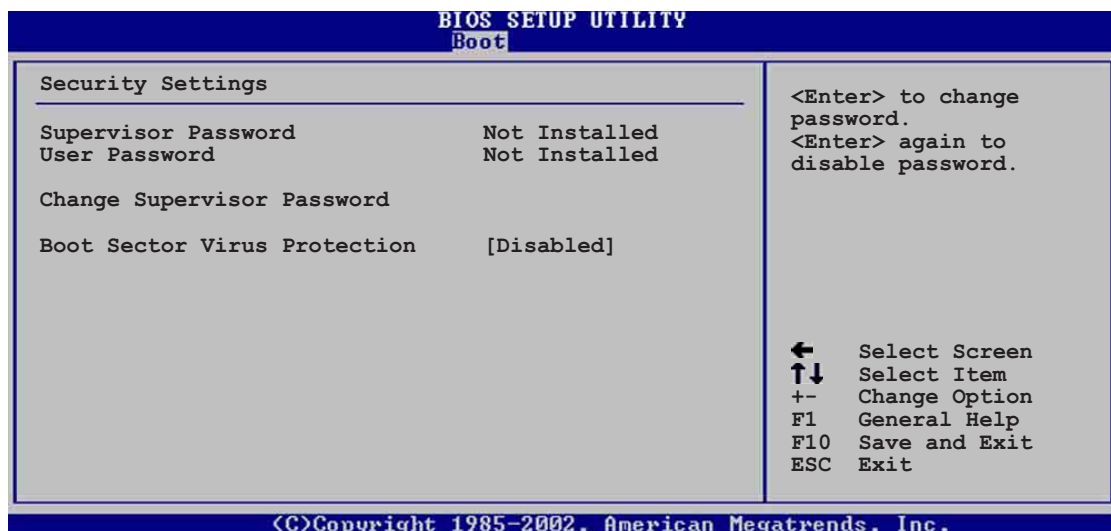 BIOS SETUP UTILITY
Boot
Security Settings
Supervisor Password Not Installed
User Password Not Installed
Change Supervisor Password
Boot Sector Virus Protection [Disabled]
<Enter> to change
password.
<Enter> again to
disable password.
← Select Screen
↑↓ Select Item
+- Change Option
F1 General Help
F10 Save and Exit
ESC Exit
(C)Copyright 1985-2002, American Megatrends, Inc.